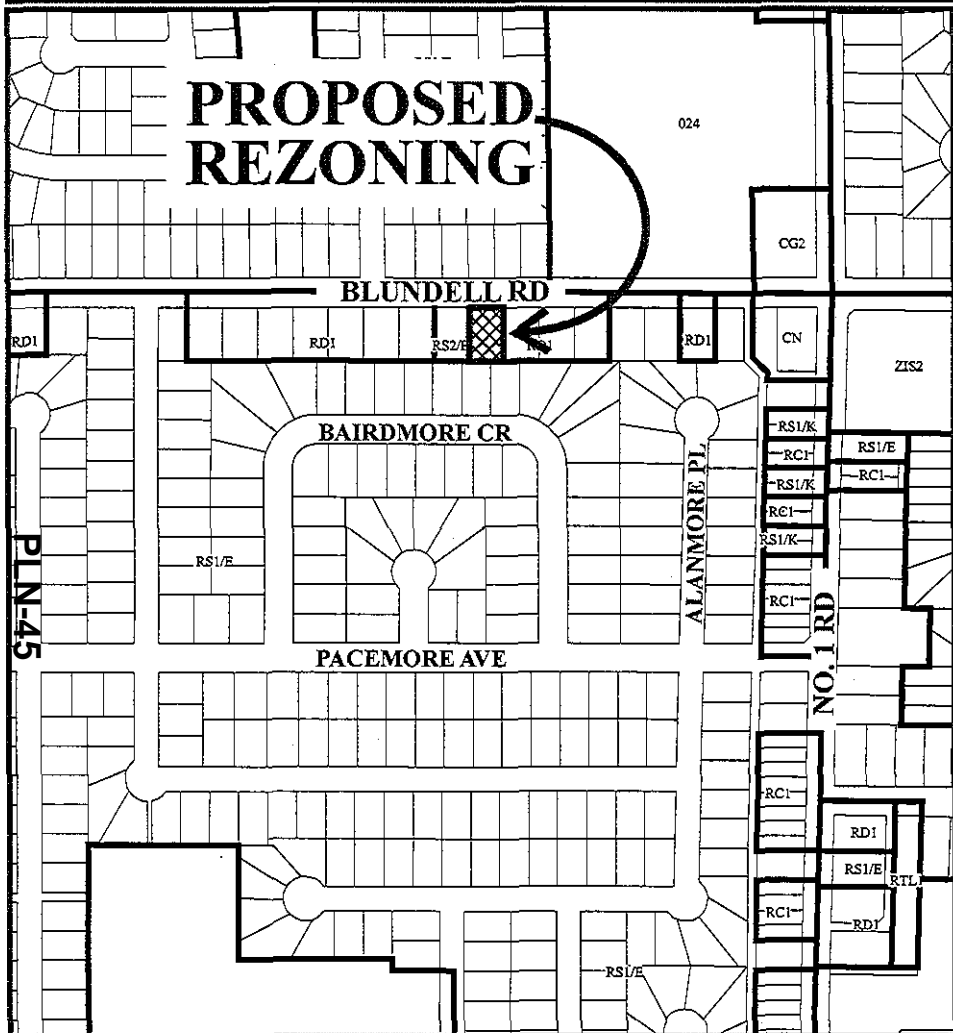 PROPOSED
REZONING
024
CG2
BLUNDELL RD
RD1
RD1
RS2/E
RD1
RD1
CN
ZIS2
BAIRDMORE CR
ALANMORE PL
RS1/K
RS1/E
RC1
RC1
RS1/K
RC1
RS1/K
RS1/E
RC1
PLN-45
PACEMORE AVE
NO. 1 RD
RC1
RD1
RS1/E
RTL
RC1
RD1
RS1/E